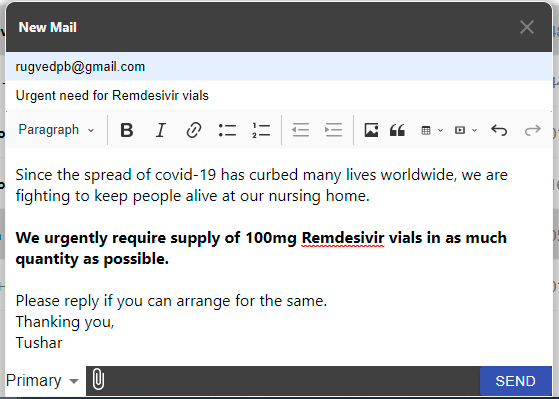 New Mail
rugvedpb@gmail.com
Urgent need for Remdesivir vials
Paragraph
Since the spread of covid-19 has curbed many lives worldwide, we are
fighting to keep people alive at our nursing home.
We urgently require supply of 100mg Remdesivir vials in as much
quantity as possible.
Please reply if you can arrange for the same.
Thanking you,
Tushar
Primary
SEND